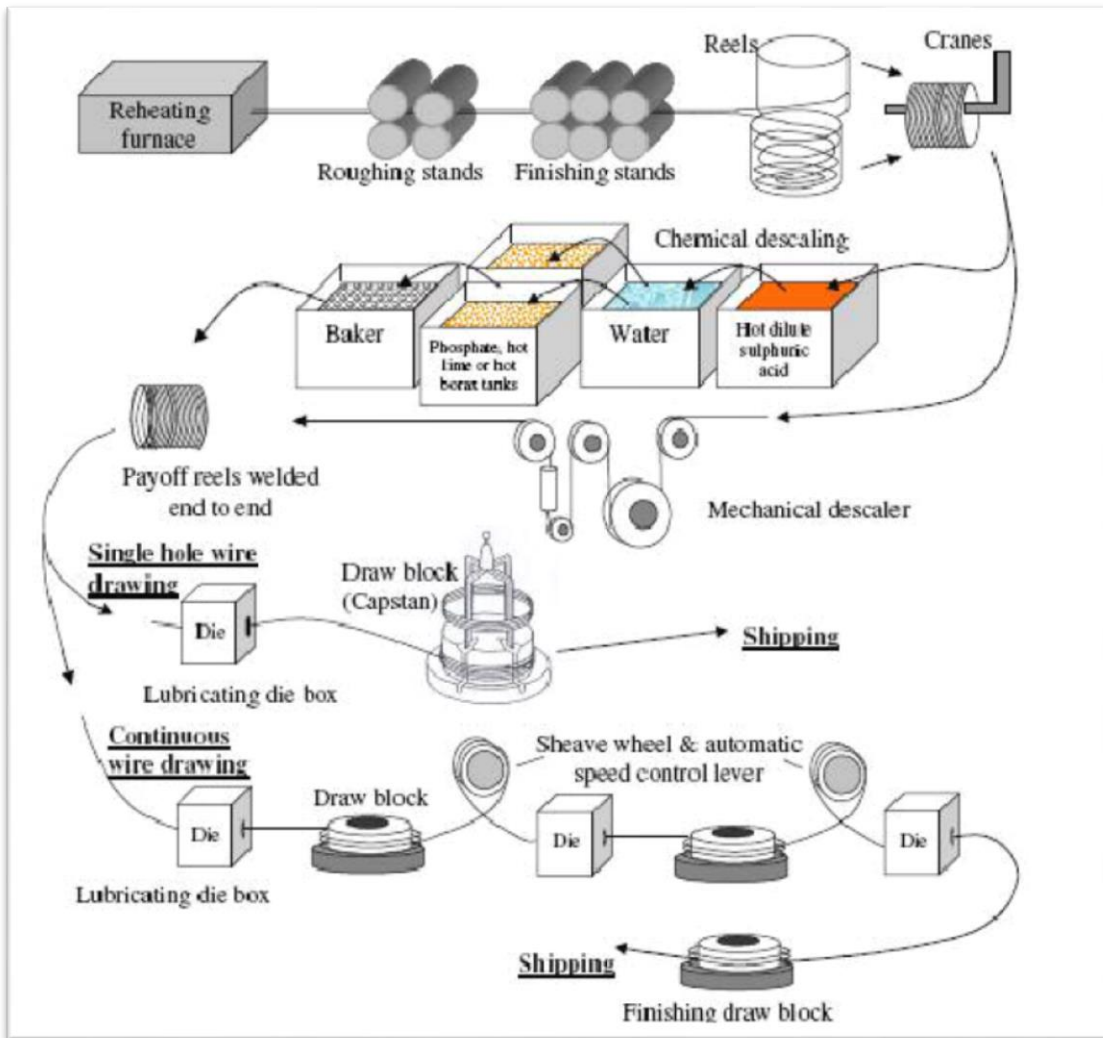 Reels
Cranes
Reheating
furnace
Roughing stands
Finishing stands
Chemical descaling
Baker
Phosphate, hot
lime or hot
borax tanks
Water
Hot dilute
sulphuric
acid
Payoff reels welded
end to end
Mechanical descaler
Single hole wire
drawing
Die
Lubricating die box
Draw block
(Capstan)
Shipping
Continuous
wire drawing
Sheave wheel & automatic
speed control lever
Draw block
Die
Die
Die
Lubricating die box
Shipping
Finishing draw block